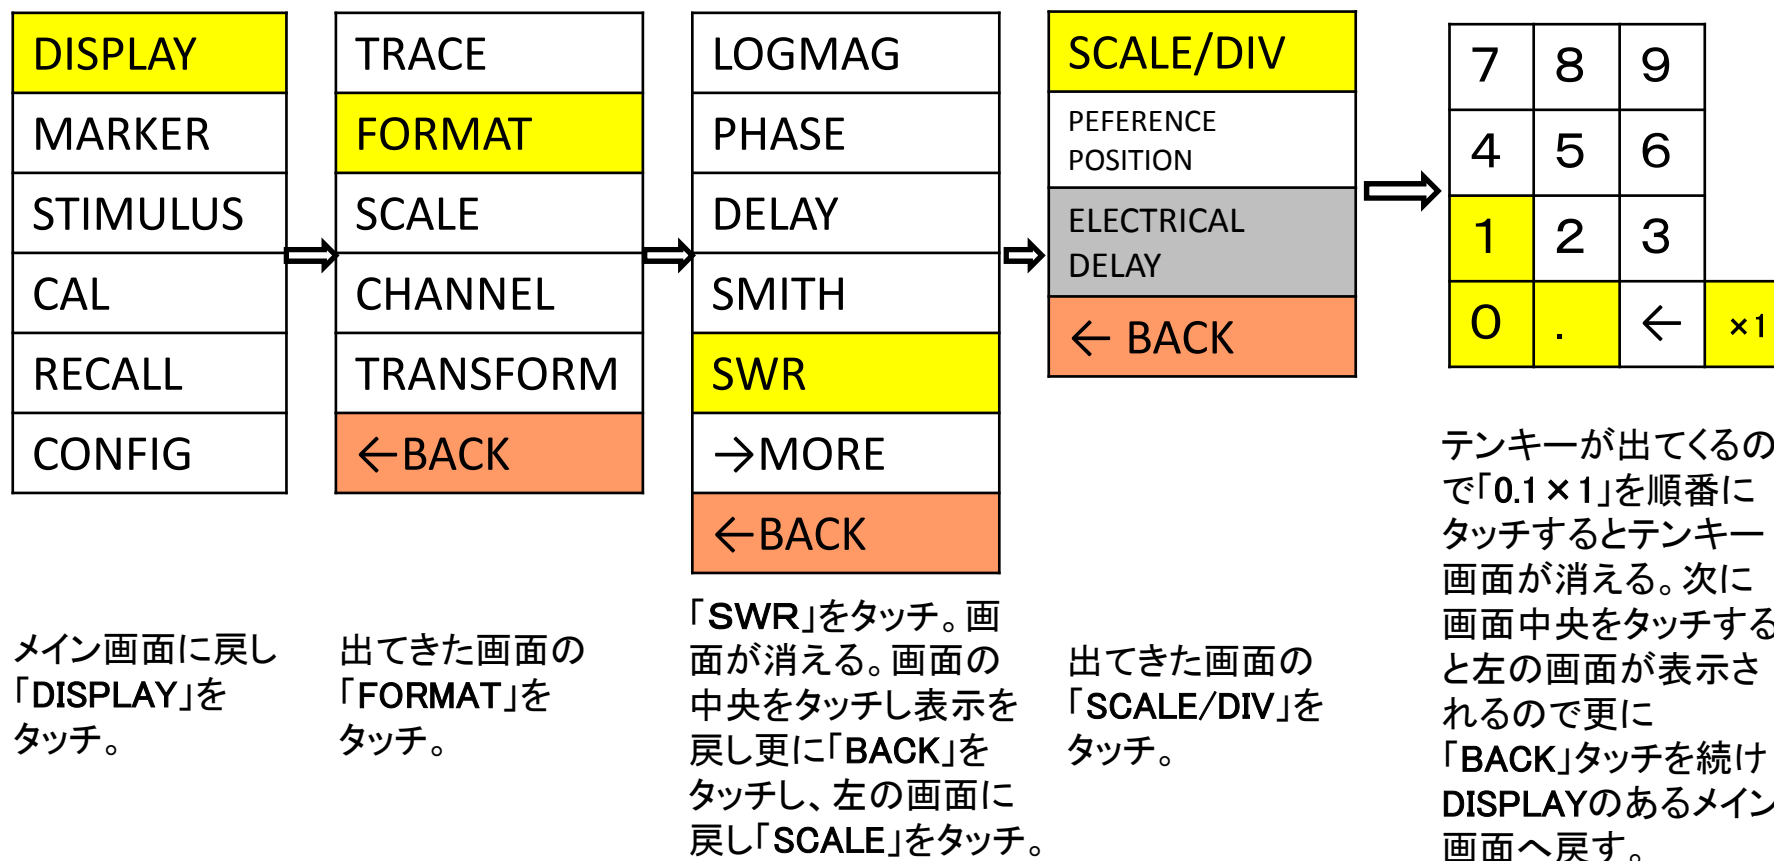 DISPLAY
MARKER
STIMULUS
CAL
RECALL
CONFIG
メイン画面に戻し
「DISPLAY」を
タッチ。
TRACE
FORMAT
SCALE
CHANNEL
TRANSFORM
←BACK
出てきた画面の
「FORMAT」を
タッチ。
LOGMAG
PHASE
DELAY
SMITH
SWR
→MORE
←BACK
「SWR」をタッチ。画
面が消える。画面の
中央をタッチし表示を
戻し更に「BACK」を
タッチし、左の画面に
戻し「SCALE」をタッチ。
SCALE/DIV
PEFERENCE
POSITION
ELECTRICAL
DELAY
← BACK
出てきた画面の
「SCALE/DIV」を
タッチ。
7 8 9
4 5 6
1 2 3
0 . ← ×1
テンキーが出てくるの
で「0.1×1」を順番に
タッチするとテンキー
画面が消える。次に
画面中央をタッチする
と左の画面が表示さ
れるので更に
「BACK」タッチを続け
DISPLAYのあるメイン
画面へ戻す。